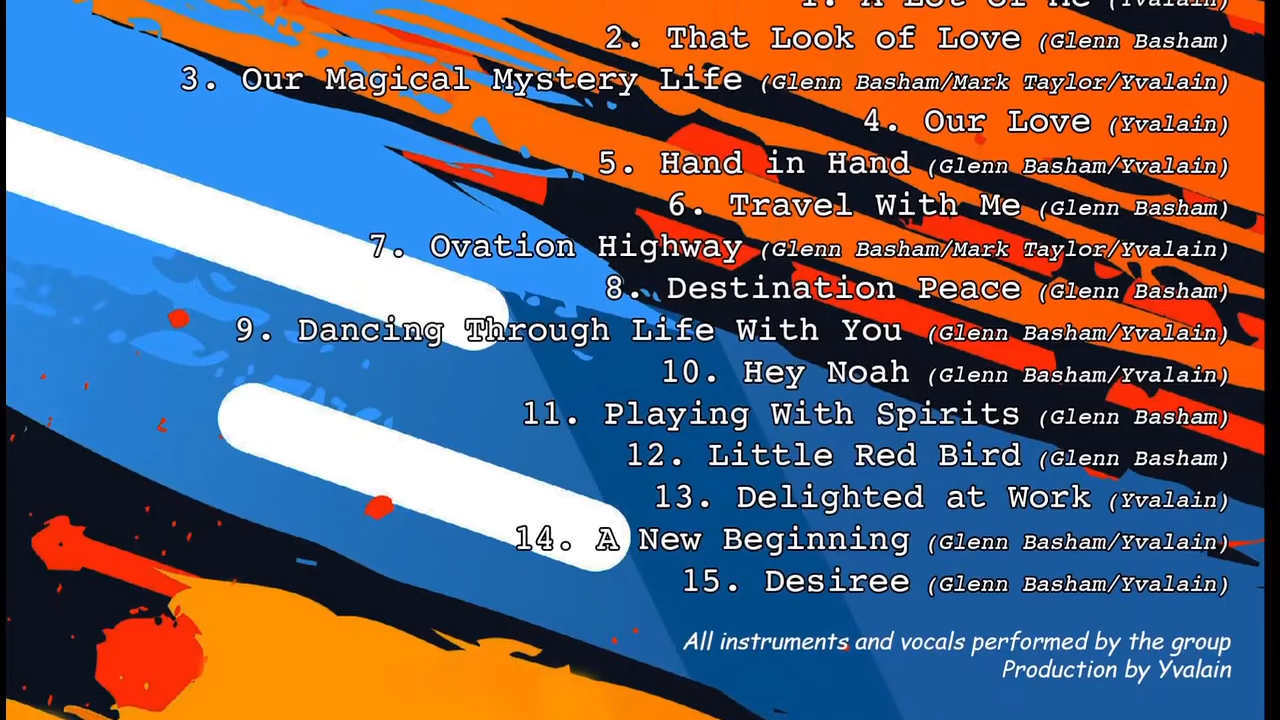 1. A Lot of Me (Yvalain)
2. That Look of Love (Glenn Basham)
3. Our Magical Mystery Life (Glenn Basham/Mark Taylor/Yvalain)
4. Our Love (Yvalain)
5. Hand in Hand (Glenn Basham/Yvalain)
6. Travel With Me (Glenn Basham)
7. Ovation Highway (Glenn Basham/Mark Taylor/Yvalain)
8. Destination Peace (Glenn Basham)
9. Dancing Through Life With You (Glenn Basham/Yvalain)
10. Hey Noah (Glenn Basham/Yvalain)
11. Playing With Spirits (Glenn Basham)
12. Little Red Bird (Glenn Basham)
13. Delighted at Work (Yvalain)
14. A New Beginning (Glenn Basham/Yvalain)
15. Desiree (Glenn Basham/Yvalain)
All instruments and vocals performed by the group
Production by Yvalain